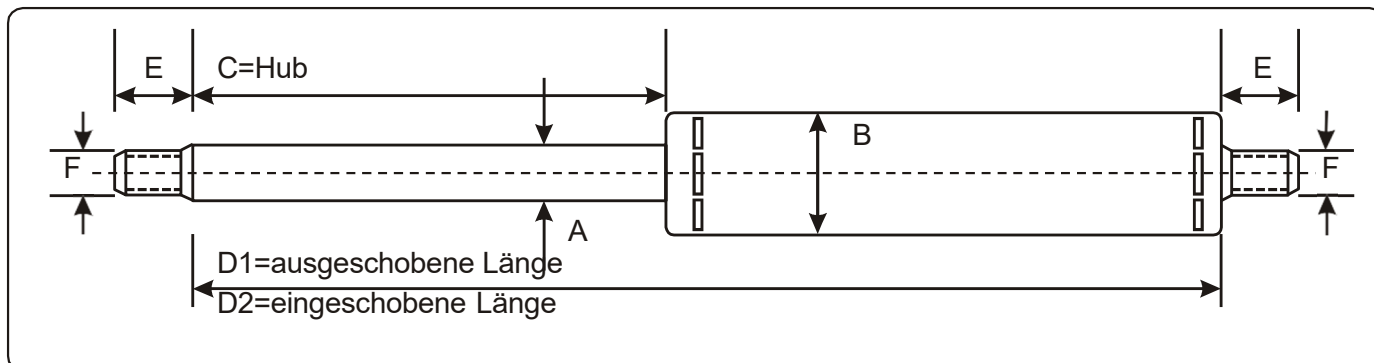 E
C=Hub
E
F
B
F
A
D1=ausgeschobene Länge
D2=eingeschobene Länge